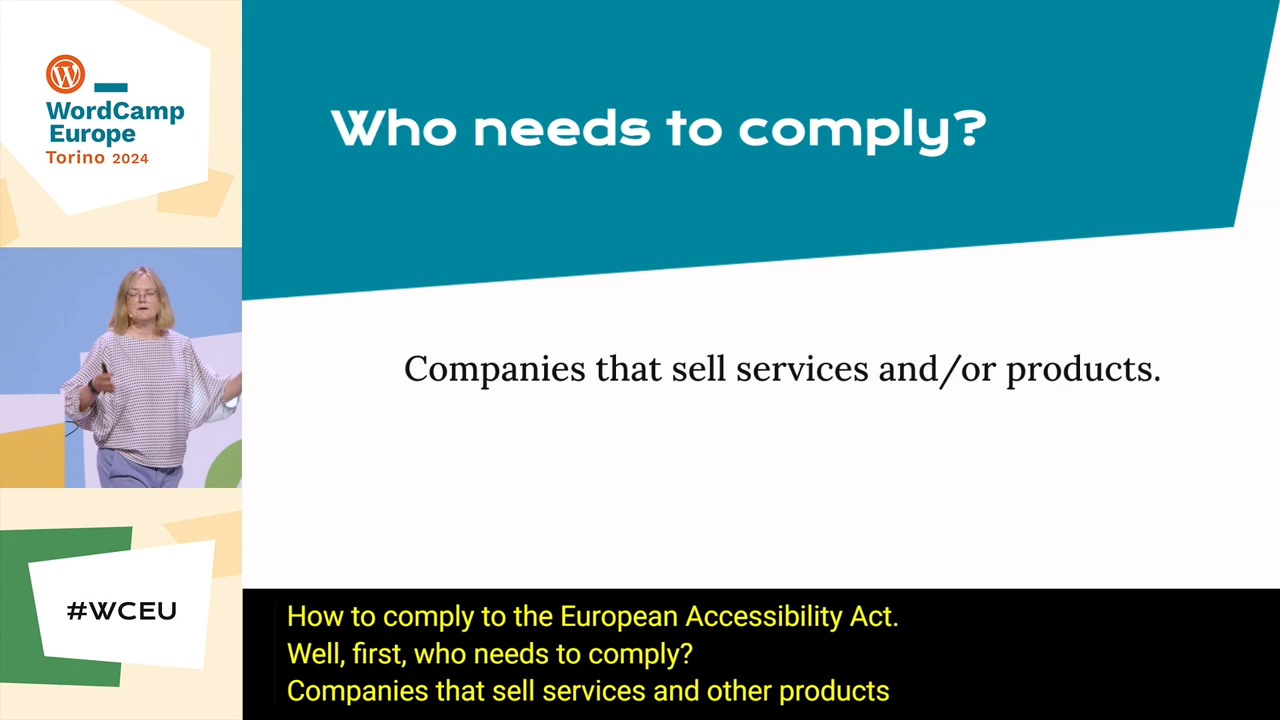 WordCamp
Europe
Torino 2024
Who needs to comply?
Companies that sell services and/or products.
#WCEU
How to comply to the European Accessibility Act.
Well, first, who needs to comply?
Companies that sell services and other products